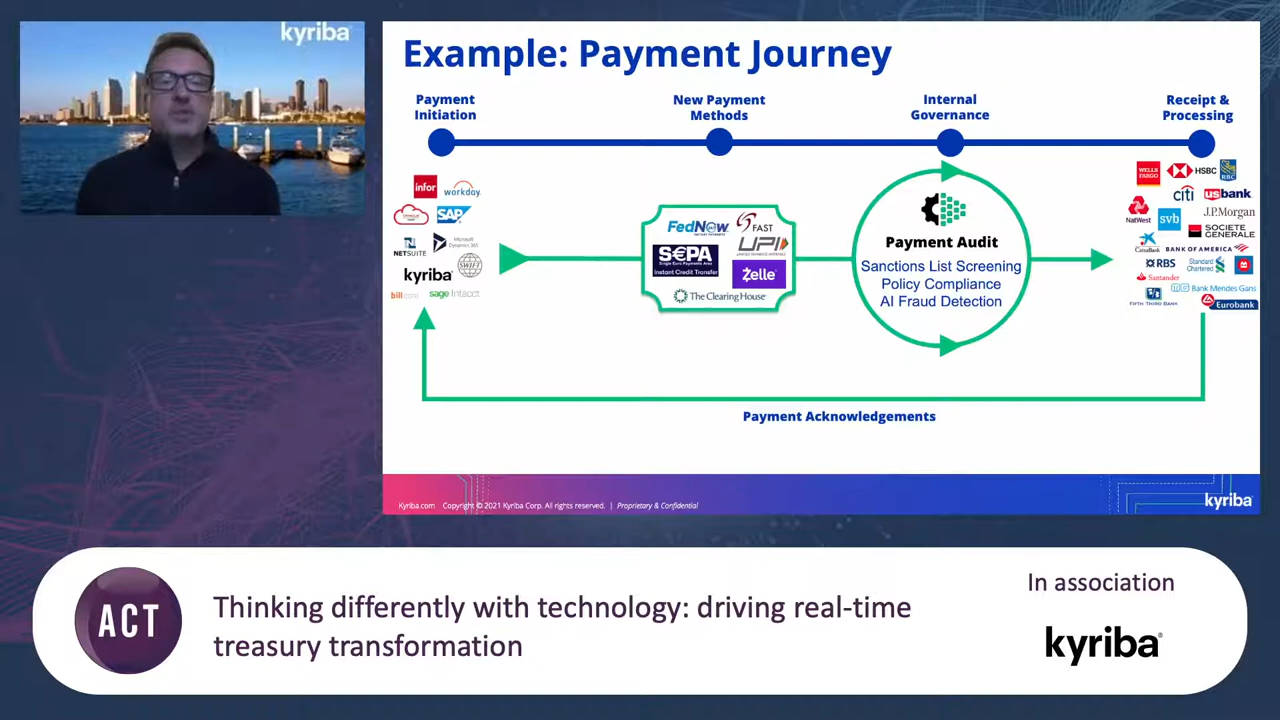 kyriba
Example: Payment Journey
Payment
Initiation
New Payment
Methods
Internal
Governance
Receipt &
Processing
infor
workday
ORACLE
SAP
NETSUITE
Microsoft
Dynamics 365
kyriba
SWIFT
bill.com
sage Intacct
FedNow
INSTANT PAYMENTS
FAST
SEPA
Single Euro Payments Area
Instant Credit Transfer
UPI
UNIFIED PAYMENTS INTERFACE
Zelle
The Clearing House
Payment Audit
Sanctions List Screening
Policy Compliance
AI Fraud Detection
WELLS
FARGO
HSBC
RBC
citi
usbank
NatWest
svb
J.P.Morgan
SOCIETE
GENERALE
CaixaBank
BANK OF AMERICA
RBS
Standard
Chartered
Santander
FIFTH THIRD BANK
Bank Mendes Gans
Eurobank
Payment Acknowledgements
Kyriba.com Copyright © 2021 Kyriba Corp. All rights reserved. | Proprietary & Confidential
kyriba
ACT
Thinking differently with technology: driving real-time
treasury transformation
In association
kyriba